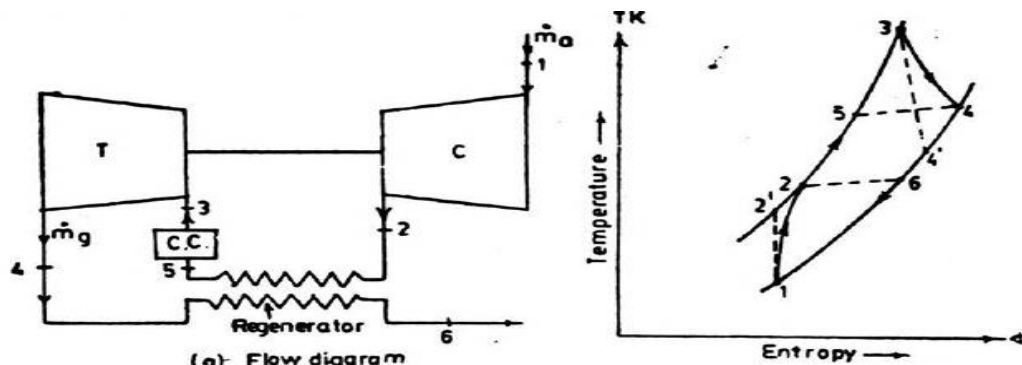 ṁa
1
T
C
3
2
ṁg
C.C.
4
5
Regenerator
6
(a) Flow diagram
TK
3
5
4
4'
2
6
2'
1
Temperature
Entropy